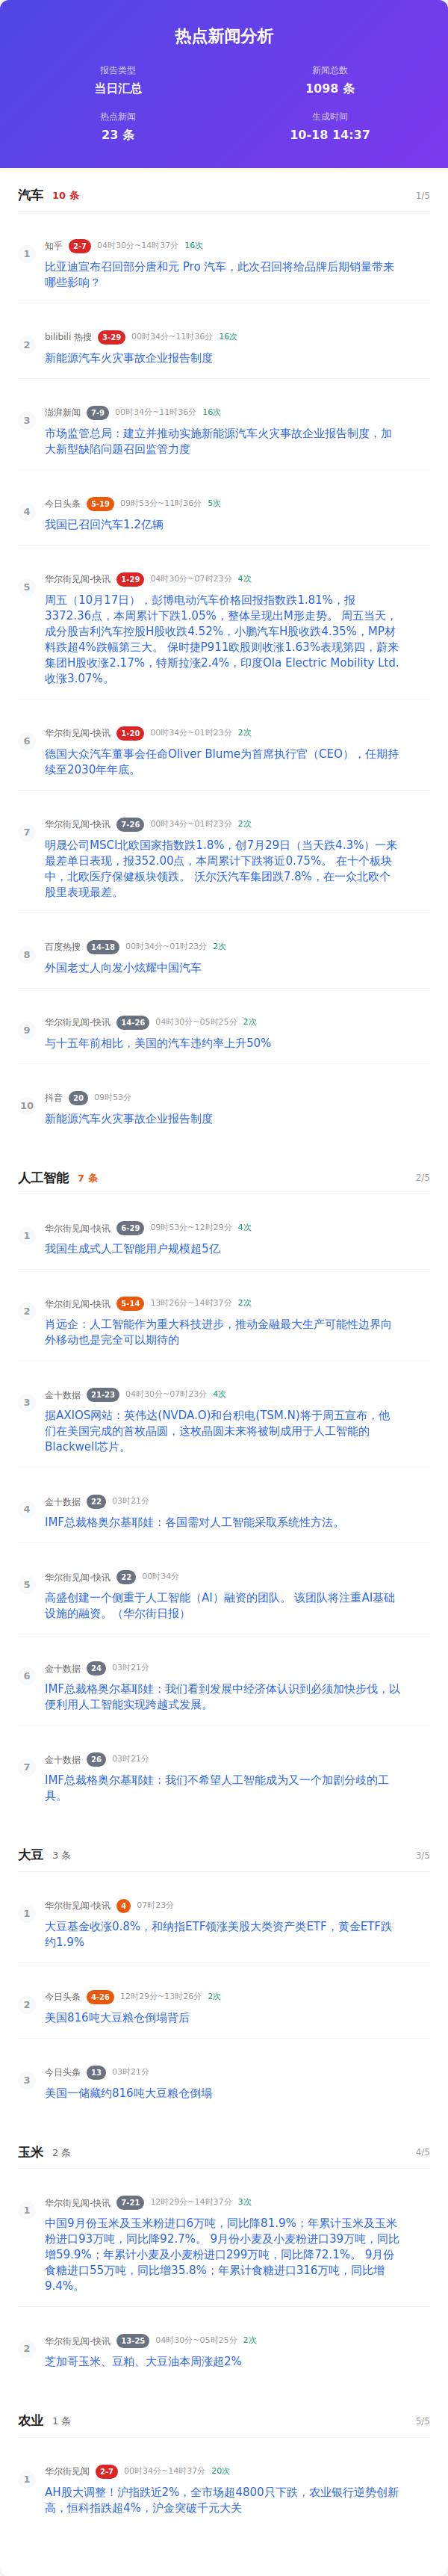 热点新闻分析
报告类型 新闻总数
当日汇总 1098 条
热点新闻 生成时间
23 条 10-18 14:37
汽车 10 条 1/5
1
知乎 2-7 04时30分~14时37分 16次
比亚迪宣布召回部分唐和元 Pro 汽车，此次召回将给品牌后期销量带来
哪些影响？
2
bilibili 热搜 3-29 00时34分~11时36分 16次
新能源汽车火灾事故企业报告制度
3
澎湃新闻 7-9 00时34分~11时36分 16次
市场监管总局：建立并推动实施新能源汽车火灾事故企业报告制度，加
大新型缺陷问题召回监管力度
4
今日头条 5-19 09时53分~11时36分 5次
我国已召回汽车1.2亿辆
5
华尔街见闻-快讯 1-29 04时30分~07时23分 4次
周五（10月17日），彭博电动汽车价格回报指数跌1.81%，报
3372.36点，本周累计下跌1.05%，整体呈现出M形走势。 周五当天，
成分股吉利汽车控股H股收跌4.52%，小鹏汽车H股收跌4.35%，MP材
料跌超4%跌幅第三大。 保时捷P911欧股则收涨1.63%表现第四，蔚来
集团H股收涨2.17%，特斯拉涨2.4%，印度Ola Electric Mobility Ltd.
收涨3.07%。
6
华尔街见闻-快讯 1-20 00时34分~01时23分 2次
德国大众汽车董事会任命Oliver Blume为首席执行官（CEO），任期持
续至2030年年底。
7
华尔街见闻-快讯 7-26 00时34分~01时23分 2次
明晟公司MSCI北欧国家指数跌1.8%，创7月29日（当天跌4.3%）一来
最差单日表现，报352.00点，本周累计下跌将近0.75%。 在十个板块
中，北欧医疗保健板块领跌。 沃尔沃汽车集团跌7.8%，在一众北欧个
股里表现最差。
8
百度热搜 14-18 00时34分~01时23分 2次
外国老丈人向发小炫耀中国汽车
9
华尔街见闻-快讯 14-26 04时30分~05时25分 2次
与十五年前相比，美国的汽车违约率上升50%
10
抖音 20 09时53分
新能源汽车火灾事故企业报告制度
人工智能 7 条 2/5
1
华尔街见闻-快讯 6-29 09时53分~12时29分 4次
我国生成式人工智能用户规模超5亿
2
华尔街见闻-快讯 5-14 13时26分~14时37分 2次
肖远企：人工智能作为重大科技进步，推动金融最大生产可能性边界向
外移动也是完全可以期待的
3
金十数据 21-23 04时30分~07时23分 4次
据AXIOS网站：英伟达(NVDA.O)和台积电(TSM.N)将于周五宣布，他
们在美国完成的首枚晶圆，这枚晶圆未来将被制成用于人工智能的
Blackwell芯片。
4
金十数据 22 03时21分
IMF总裁格奥尔基耶娃：各国需对人工智能采取系统性方法。
5
华尔街见闻-快讯 22 00时34分
高盛创建一个侧重于人工智能（AI）融资的团队。 该团队将注重AI基础
设施的融资。（华尔街日报）
6
金十数据 24 03时21分
IMF总裁格奥尔基耶娃：我们看到发展中经济体认识到必须加快步伐，以
便利用人工智能实现跨越式发展。
7
金十数据 26 03时21分
IMF总裁格奥尔基耶娃：我们不希望人工智能成为又一个加剧分歧的工
具。
大豆 3 条 3/5
1
华尔街见闻-快讯 4 07时23分
大豆基金收涨0.8%，和纳指ETF领涨美股大类资产类ETF，黄金ETF跌
约1.9%
2
今日头条 4-26 12时29分~13时26分 2次
美国816吨大豆粮仓倒塌背后
3
今日头条 13 03时21分
美国一储藏约816吨大豆粮仓倒塌
玉米 2 条 4/5
1
华尔街见闻-快讯 7-21 12时29分~14时37分 3次
中国9月份玉米及玉米粉进口6万吨，同比降81.9%；年累计玉米及玉米
粉进口93万吨，同比降92.7%。 9月份小麦及小麦粉进口39万吨，同比
增59.9%；年累计小麦及小麦粉进口299万吨，同比降72.1%。 9月份
食糖进口55万吨，同比增35.8%；年累计食糖进口316万吨，同比增
9.4%。
2
华尔街见闻-快讯 13-25 04时30分~05时25分 2次
芝加哥玉米、豆粕、大豆油本周涨超2%
农业 1 条 5/5
1
华尔街见闻 2-7 00时34分~14时37分 20次
AH股大调整！沪指跌近2%，全市场超4800只下跌，农业银行逆势创新
高，恒科指跌超4%，沪金突破千元大关